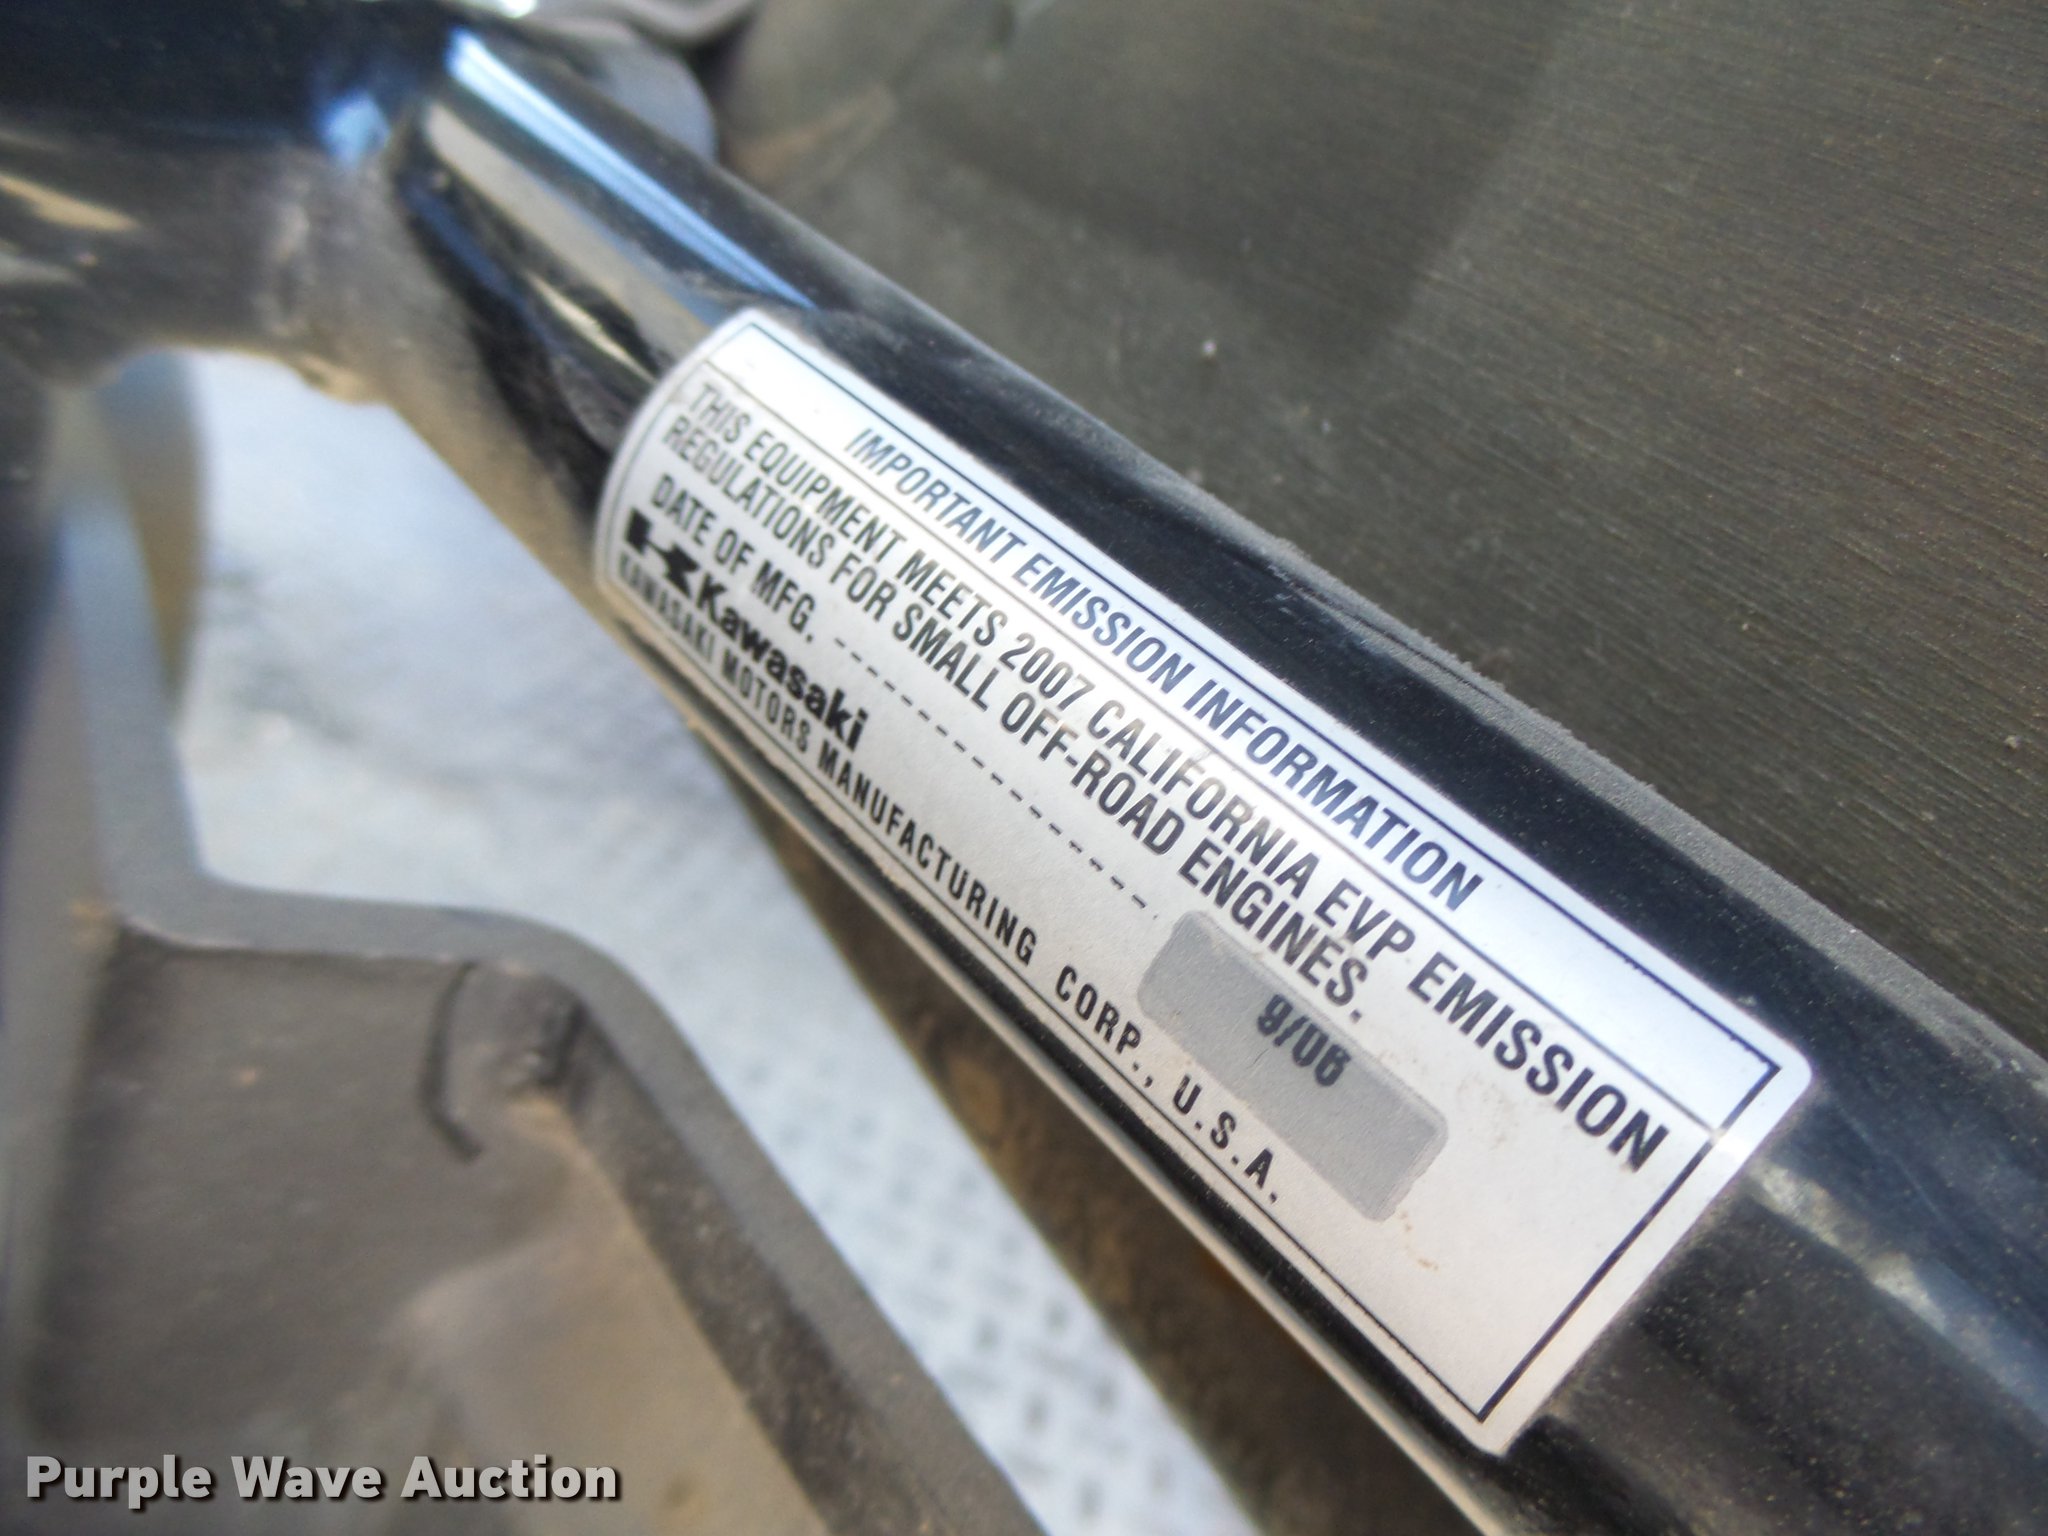 IMPORTANT EMISSION INFORMATION
THIS EQUIPMENT MEETS 2007 CALIFORNIA EVP EMISSION
REGULATIONS FOR SMALL OFF-ROAD ENGINES.
DATE OF MFG. ------------------- 9/06
Kawasaki
KAWASAKI MOTORS MANUFACTURING CORP., U.S.A.
Purple Wave Auction